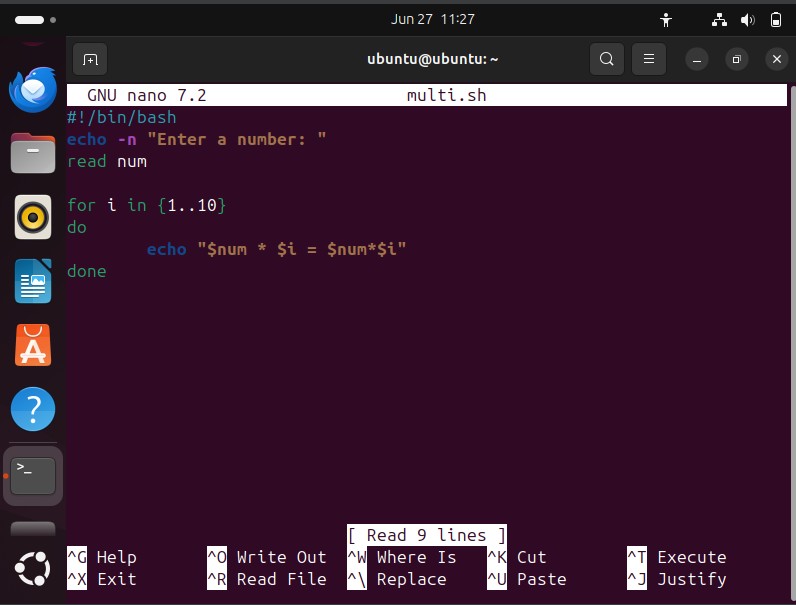 Jun 27 11:27
ubuntu@ubuntu: ~
GNU nano 7.2 multi.sh
#!/bin/bash
echo -n "Enter a number: "
read num
for i in {1..10}
do
echo "$num * $i = $num*$i"
done
>_
?
[ Read 9 lines ]
^G Help ^O Write Out ^W Where Is ^K Cut ^T Execute
^X Exit ^R Read File ^\ Replace ^U Paste ^J Justify